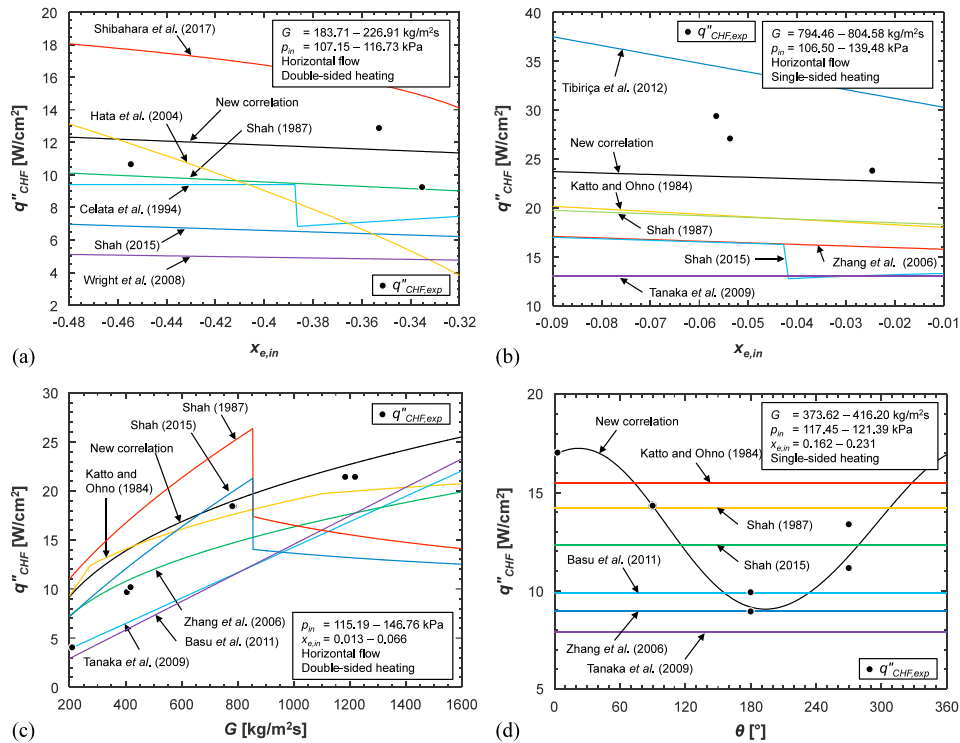 Shibahara et al. (2017)
G = 183.71 – 226.91 kg/m²s
p_in = 107.15 – 116.73 kPa
Horizontal flow
Double-sided heating
New correlation
Hata et al. (2004)
Shah (1987)
Celata et al. (1994)
Shah (2015)
Wright et al. (2008)
q″_CHF,exp
q″_CHF [W/cm²]
20
18
16
14
12
10
8
6
4
2
-0.48 -0.46 -0.44 -0.42 -0.4 -0.38 -0.36 -0.34 -0.32
x_e,in
(a)
q″_CHF,exp
G = 794.46 – 804.58 kg/m²s
p_in = 106.50 – 139.48 kPa
Horizontal flow
Single-sided heating
Tibiriça et al. (2012)
New correlation
Katto and Ohno (1984)
Shah (1987)
Shah (2015)
Zhang et al. (2006)
Tanaka et al. (2009)
q″_CHF [W/cm²]
40
35
30
25
20
15
10
-0.09 -0.08 -0.07 -0.06 -0.05 -0.04 -0.03 -0.02 -0.01
x_e,in
(b)
Shah (1987)
q″_CHF,exp
Shah (2015)
New correlation
Katto and
Ohno (1984)
Zhang et al. (2006)
Basu et al. (2011)
Tanaka et al. (2009)
p_in = 115.19 – 146.76 kPa
x_e,in = 0.013 – 0.066
Horizontal flow
Double-sided heating
q″_CHF [W/cm²]
30
25
20
15
10
5
0
200 400 600 800 1000 1200 1400 1600
G [kg/m²s]
(c)
G = 373.62 – 416.20 kg/m²s
p_in = 117.45 – 121.39 kPa
x_e,in = 0.162 – 0.231
Single-sided heating
New correlation
Katto and Ohno (1984)
Shah (1987)
Shah (2015)
Basu et al. (2011)
Zhang et al. (2006)
Tanaka et al. (2009)
q″_CHF,exp
q″_CHF [W/cm²]
20
15
10
5
0 60 120 180 240 300 360
θ [°]
(d)